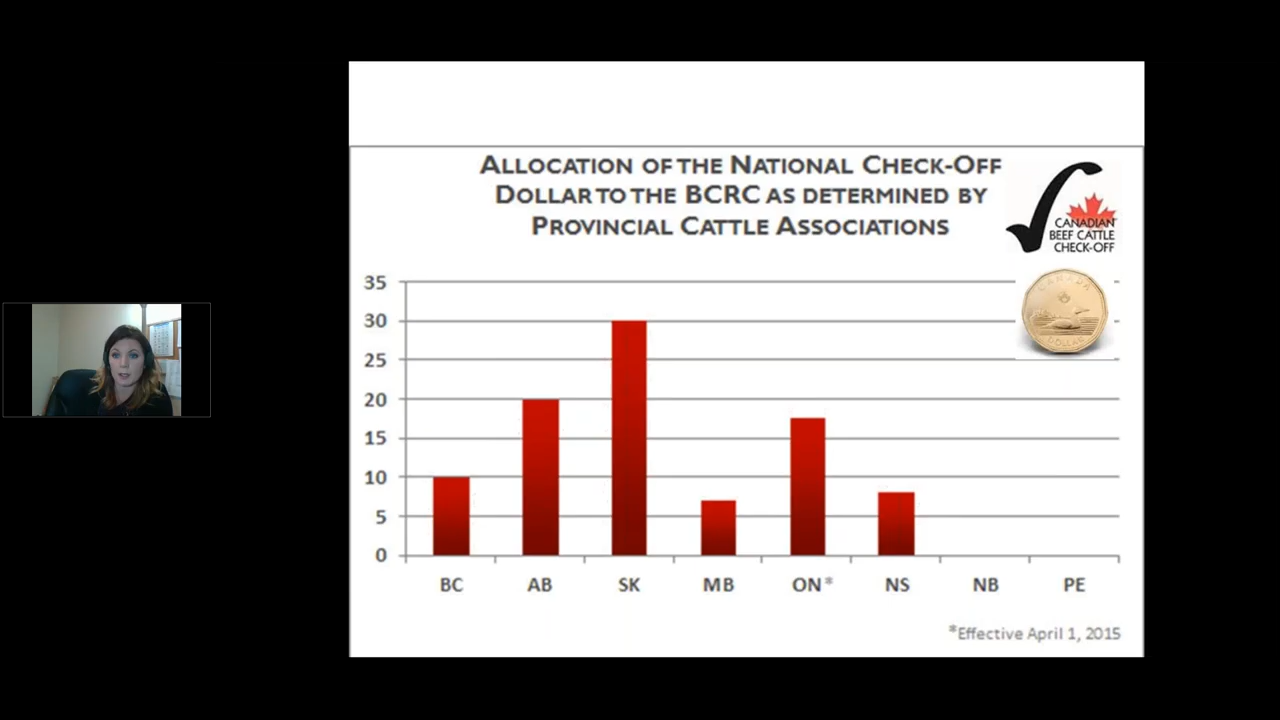 ALLOCATION OF THE NATIONAL CHECK-OFF
DOLLAR TO THE BCRC AS DETERMINED BY
PROVINCIAL CATTLE ASSOCIATIONS
CANADIAN
BEEF CATTLE
CHECK-OFF
CANADA
DOLLAR
35
30
25
20
15
10
5
0
BC AB SK MB ON* NS NB PE
*Effective April 1, 2015